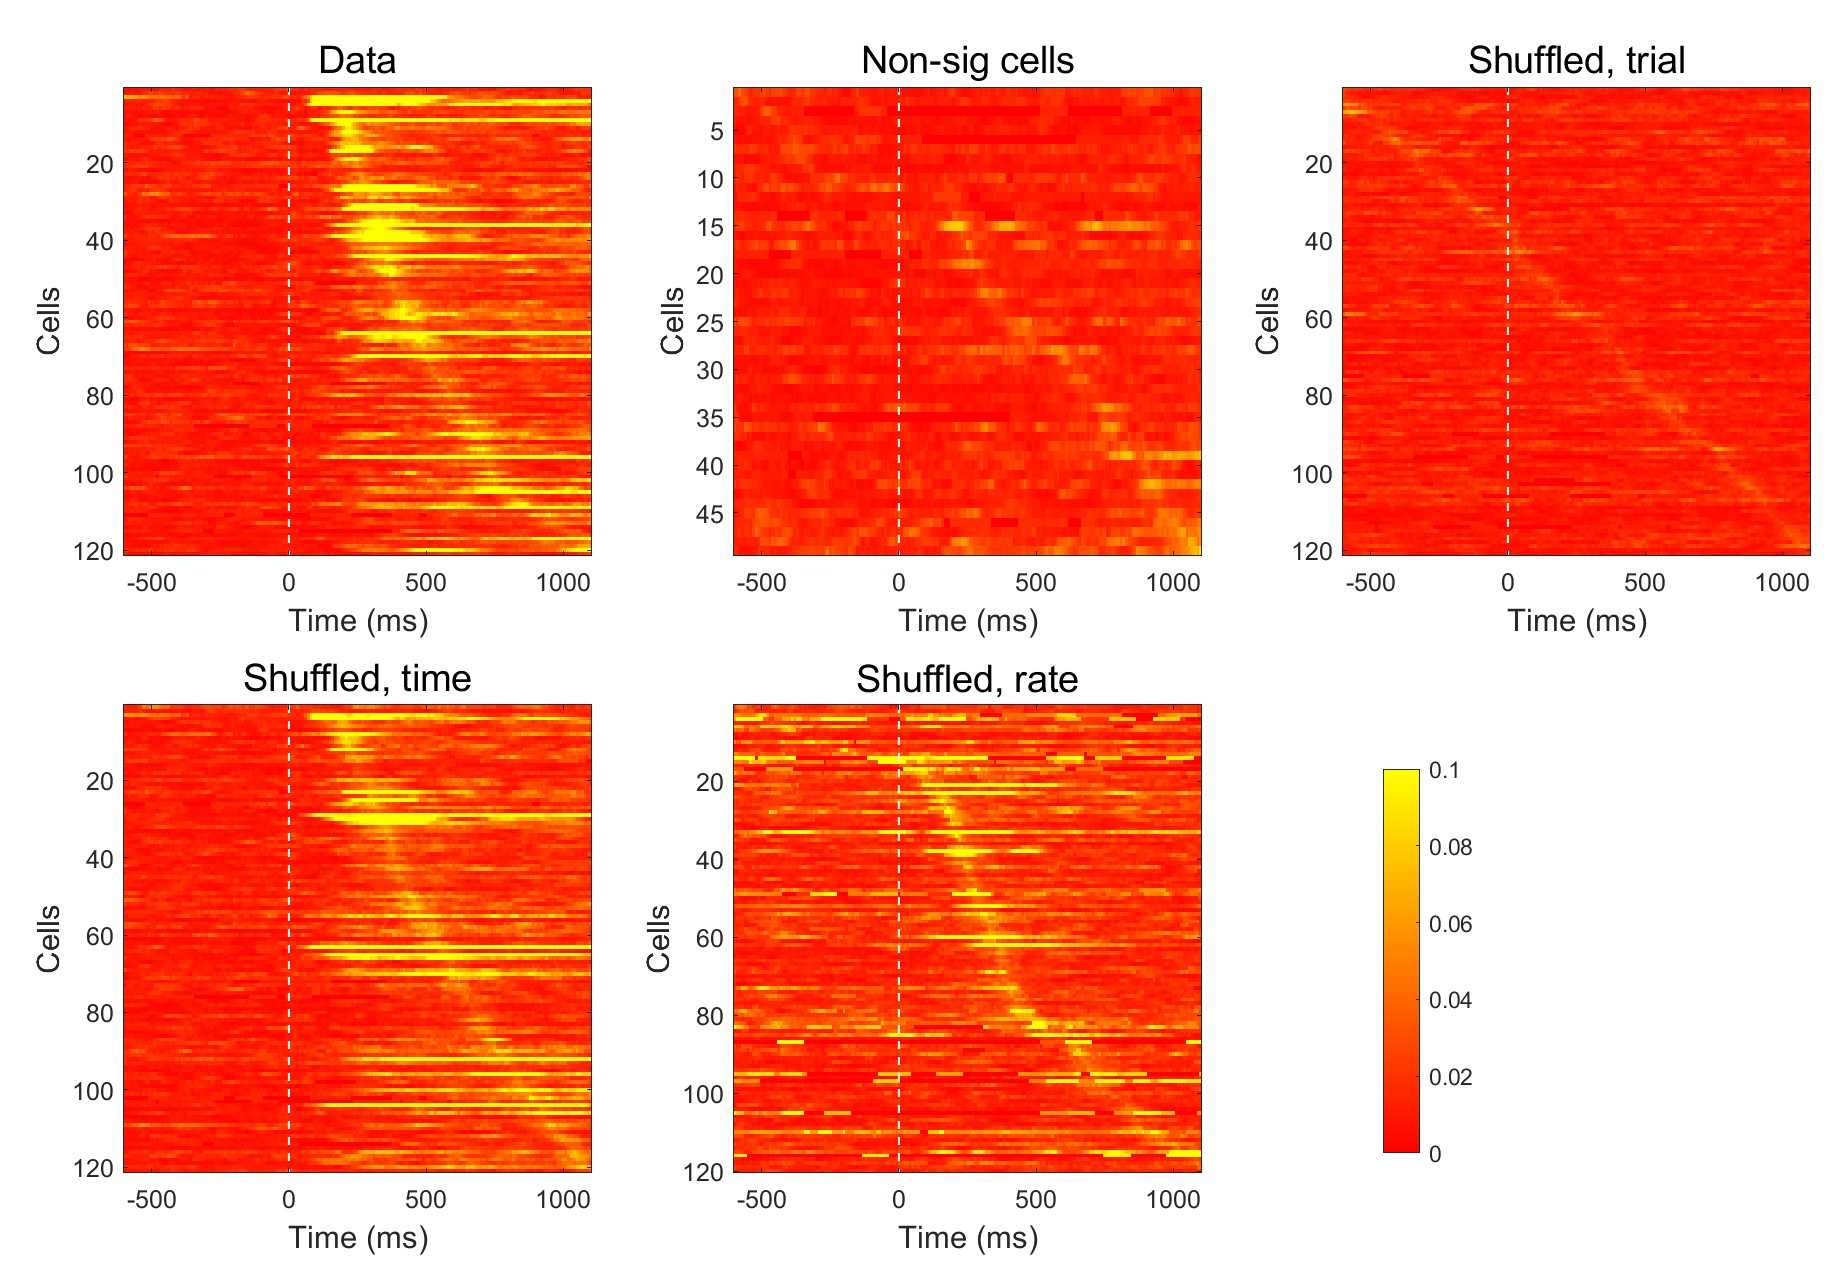 Data
Non-sig cells
Shuffled, trial
20
40
60
80
100
120
Cells
-500 0 500 1000
Time (ms)
5
10
15
20
25
30
35
40
45
Cells
-500 0 500 1000
Time (ms)
20
40
60
80
100
120
Cells
-500 0 500 1000
Time (ms)
Shuffled, time
Shuffled, rate
20
40
60
80
100
120
Cells
-500 0 500 1000
Time (ms)
20
40
60
80
100
120
Cells
-500 0 500 1000
Time (ms)
0.1
0.08
0.06
0.04
0.02
0